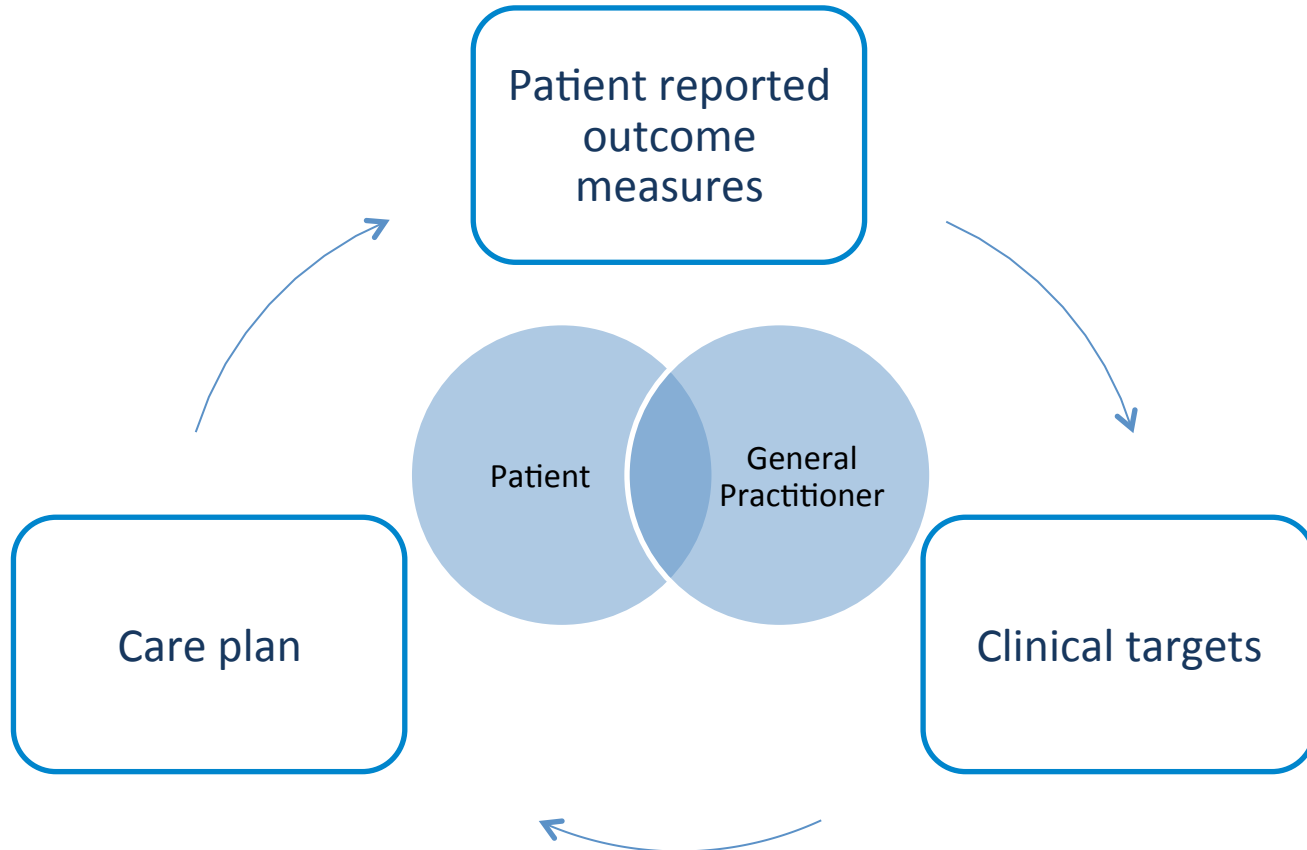 Patient reported
outcome
measures
Patient
General
Practitioner
Care plan
Clinical targets